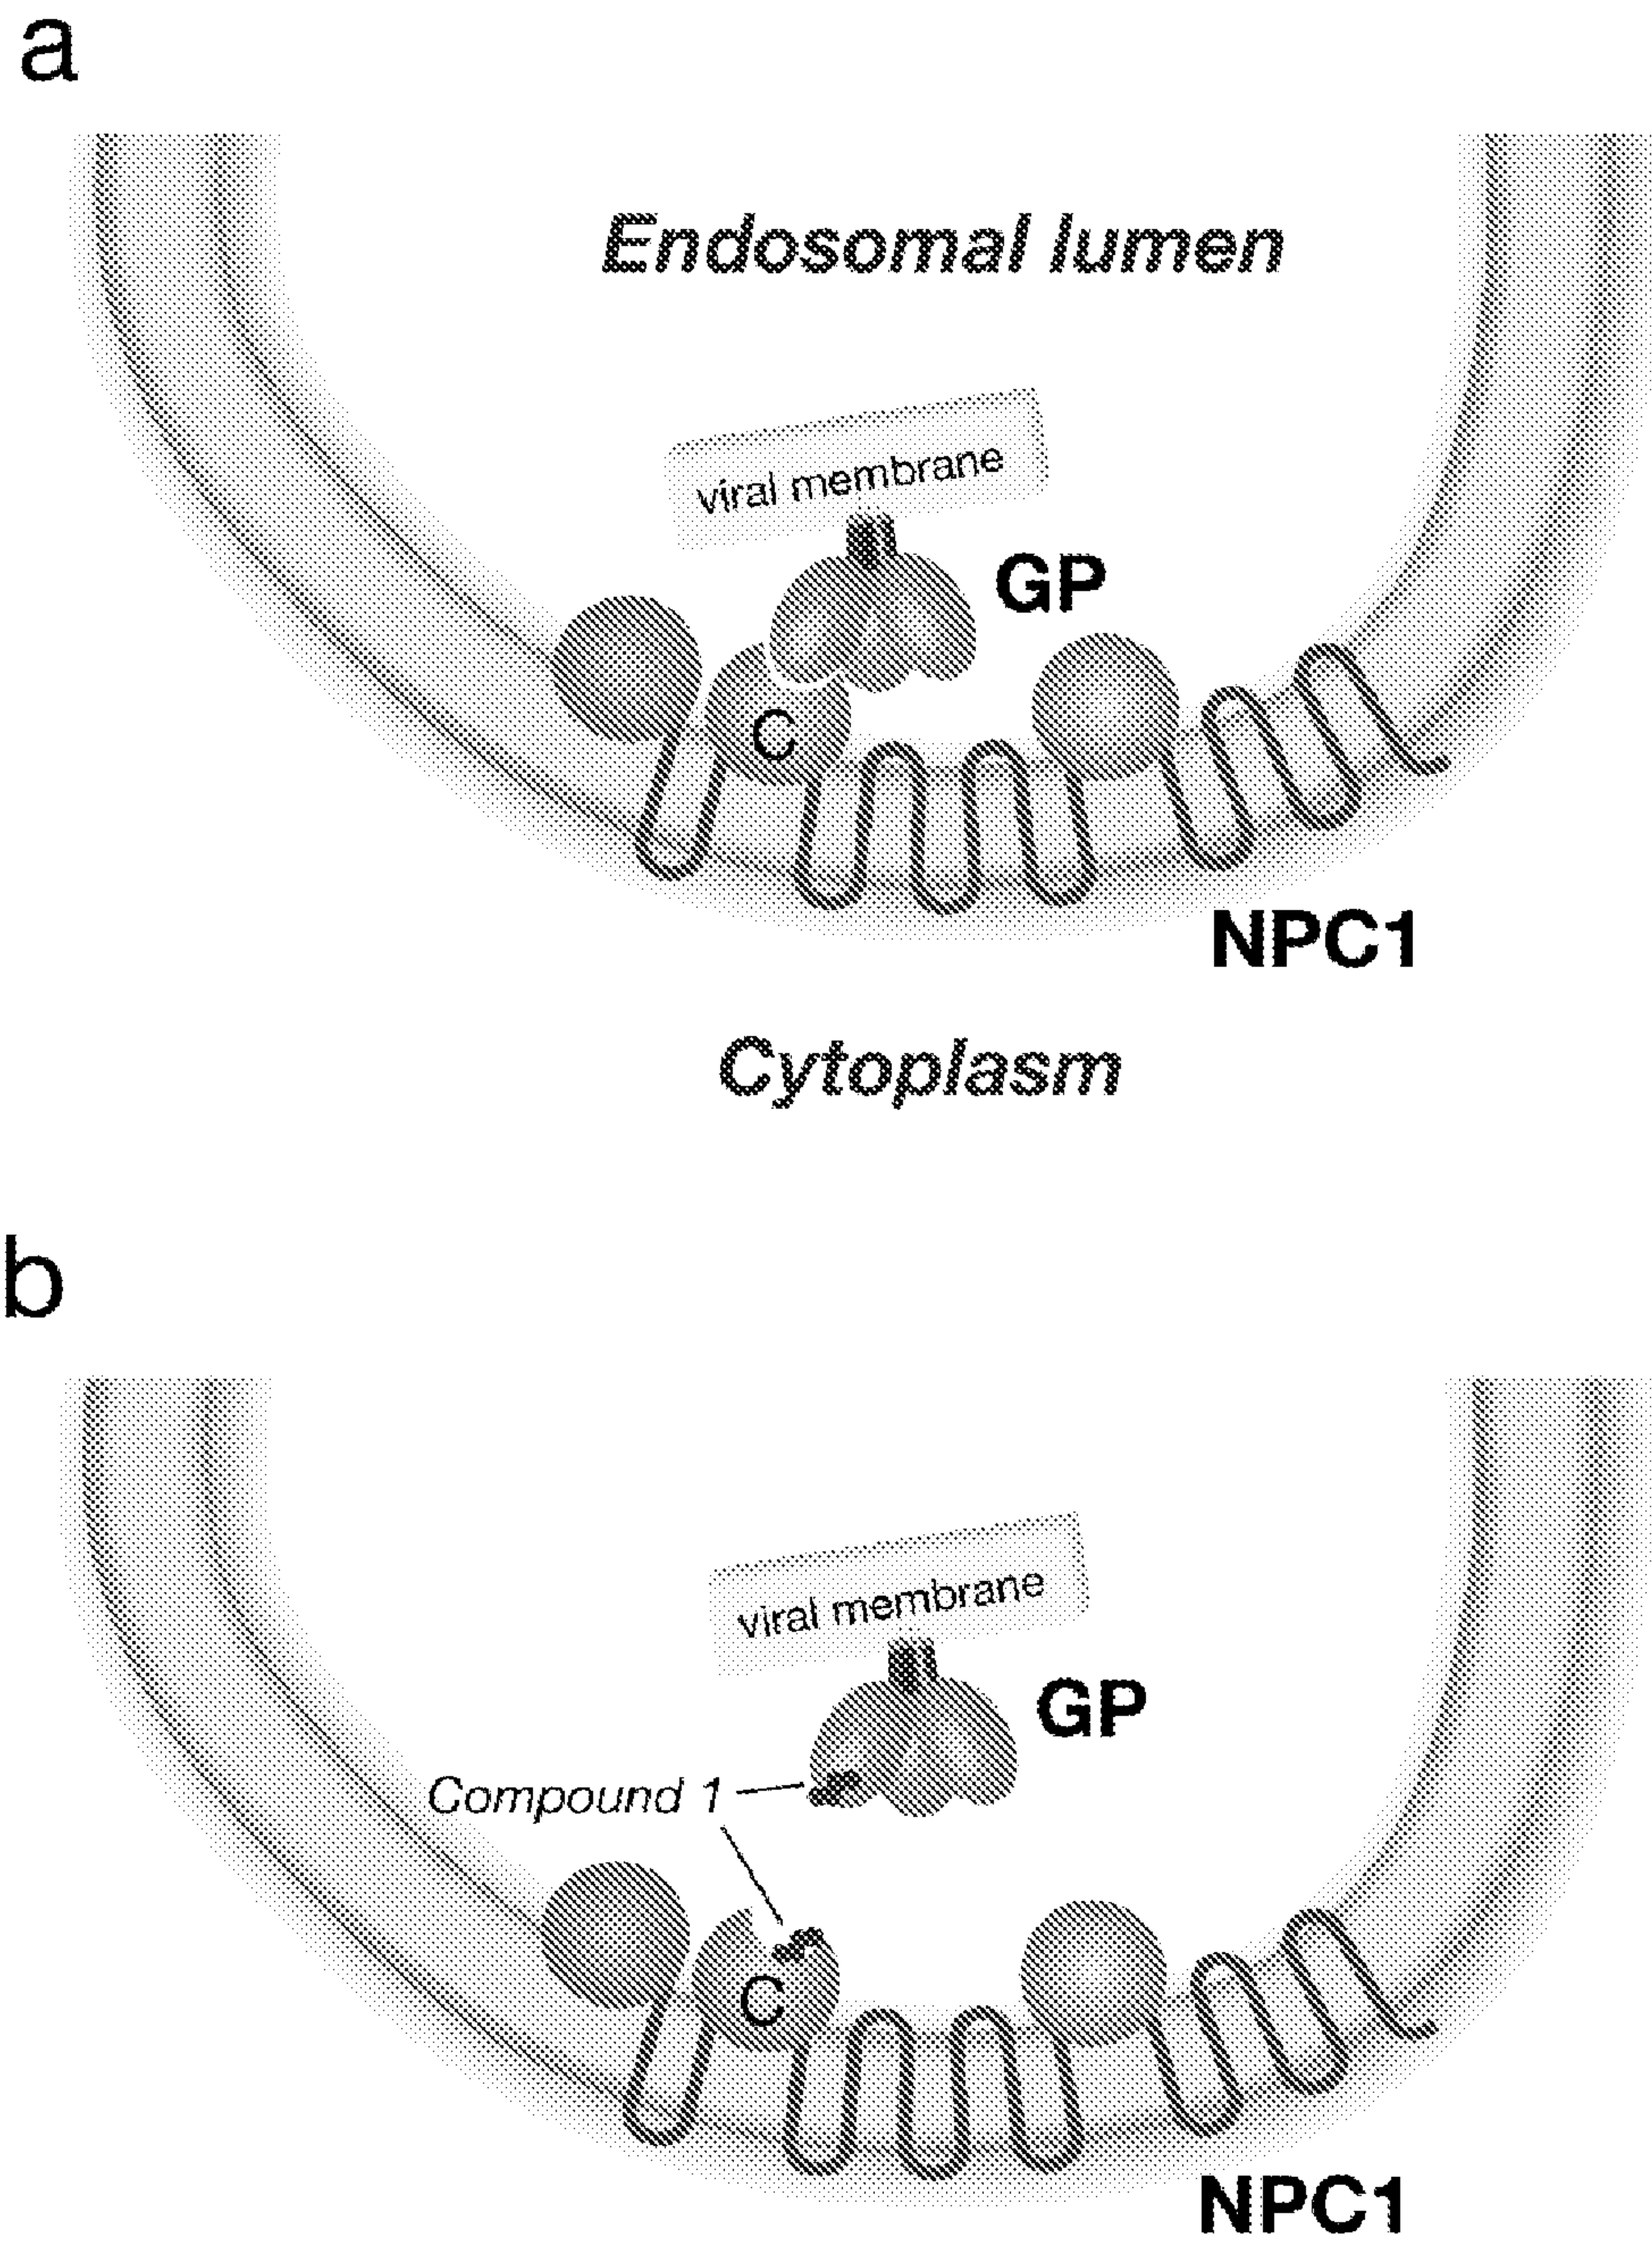 a
Endosomal lumen
viral membrane
GP
C
NPC1
Cytoplasm
b
viral membrane
GP
Compound 1
C
NPC1